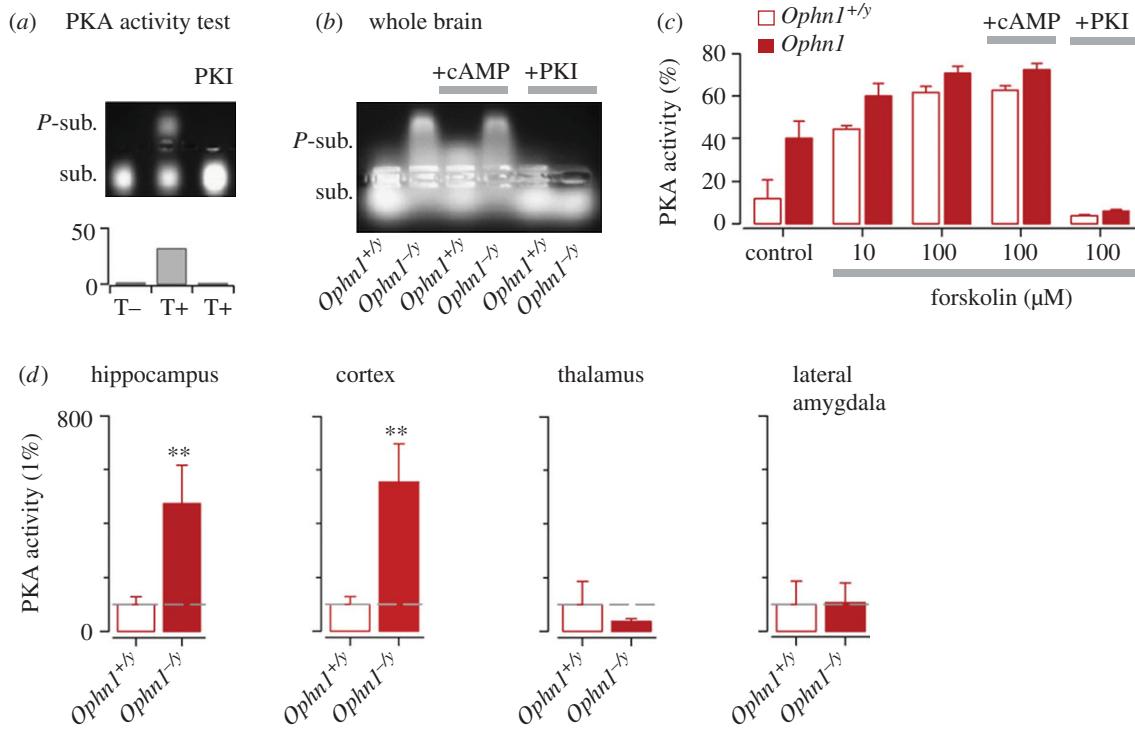 (a) PKA activity test
PKI
P-sub.
sub.
50
0
T− T+ T+
(b) whole brain
+cAMP +PKI
P-sub.
sub.
Ophn1+/y Ophn1−/y Ophn1+/y Ophn1−/y Ophn1+/y Ophn1−/y
(c)
Ophn1+/y
Ophn1
+cAMP +PKI
PKA activity (%)
80
60
40
20
0
control 10 100 100 100
forskolin (µM)
(d) hippocampus cortex thalamus lateral
amygdala
PKA activity (1%)
800
** **
0
Ophn1+/y Ophn1−/y Ophn1+/y Ophn1−/y Ophn1+/y Ophn1−/y Ophn1+/y Ophn1−/y